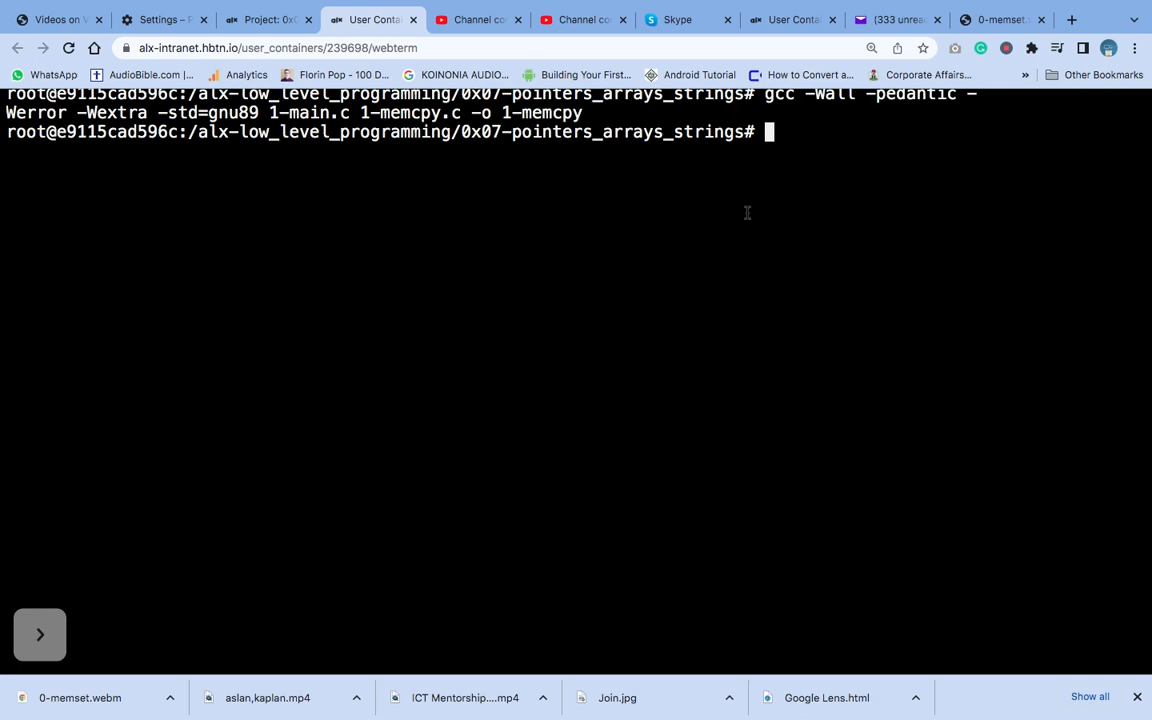 Videos on V
Settings – P
Project: 0x0
User Contai
Channel co
Channel co
Skype
User Contai
(333 unrea
0-memset.
alx-intranet.hbtn.io/user_containers/239698/webterm
WhatsApp
AudioBible.com |...
Analytics
Florin Pop - 100 D...
KOINONIA AUDIO...
Building Your First...
Android Tutorial
How to Convert a...
Corporate Affairs...
»
Other Bookmarks
root@e9115cad596c:/alx-low_level_programming/0x07-pointers_arrays_strings# gcc -Wall -pedantic -
Werror -Wextra -std=gnu89 1-main.c 1-memcpy.c -o 1-memcpy
root@e9115cad596c:/alx-low_level_programming/0x07-pointers_arrays_strings#
0-memset.webm
aslan,kaplan.mp4
ICT Mentorship....mp4
Join.jpg
Google Lens.html
Show all